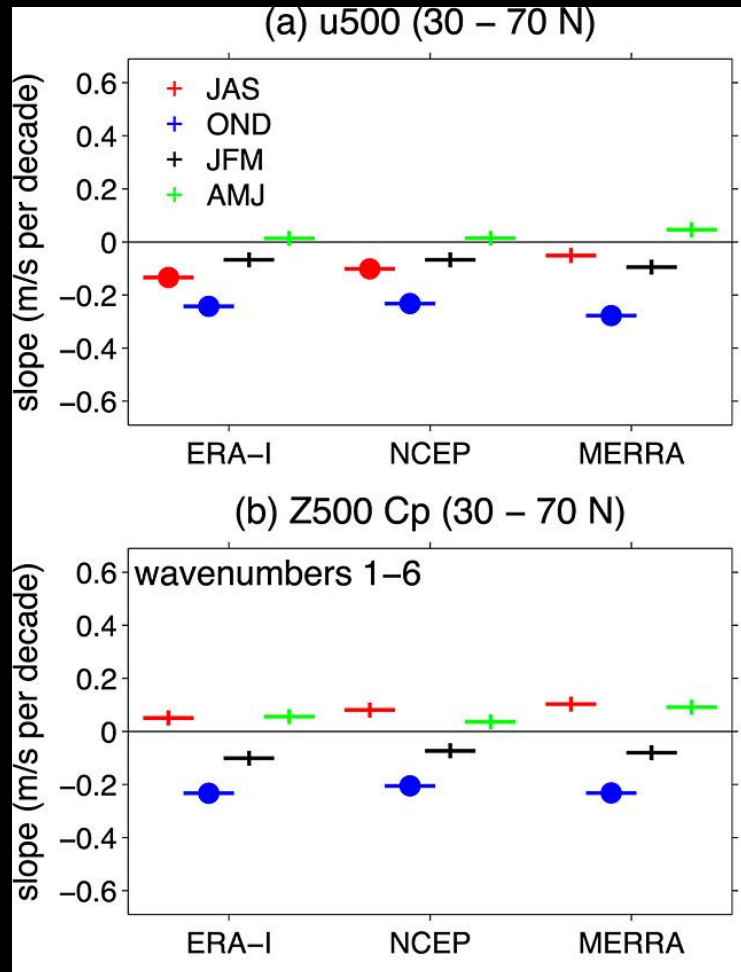 (a) u500 (30 – 70 N)
slope (m/s per decade)
0.6
0.4
0.2
0
−0.2
−0.4
−0.6
JAS
OND
JFM
AMJ
ERA−I NCEP MERRA
(b) Z500 Cp (30 – 70 N)
slope (m/s per decade)
0.6
0.4
0.2
0
−0.2
−0.4
−0.6
wavenumbers 1−6
ERA−I NCEP MERRA